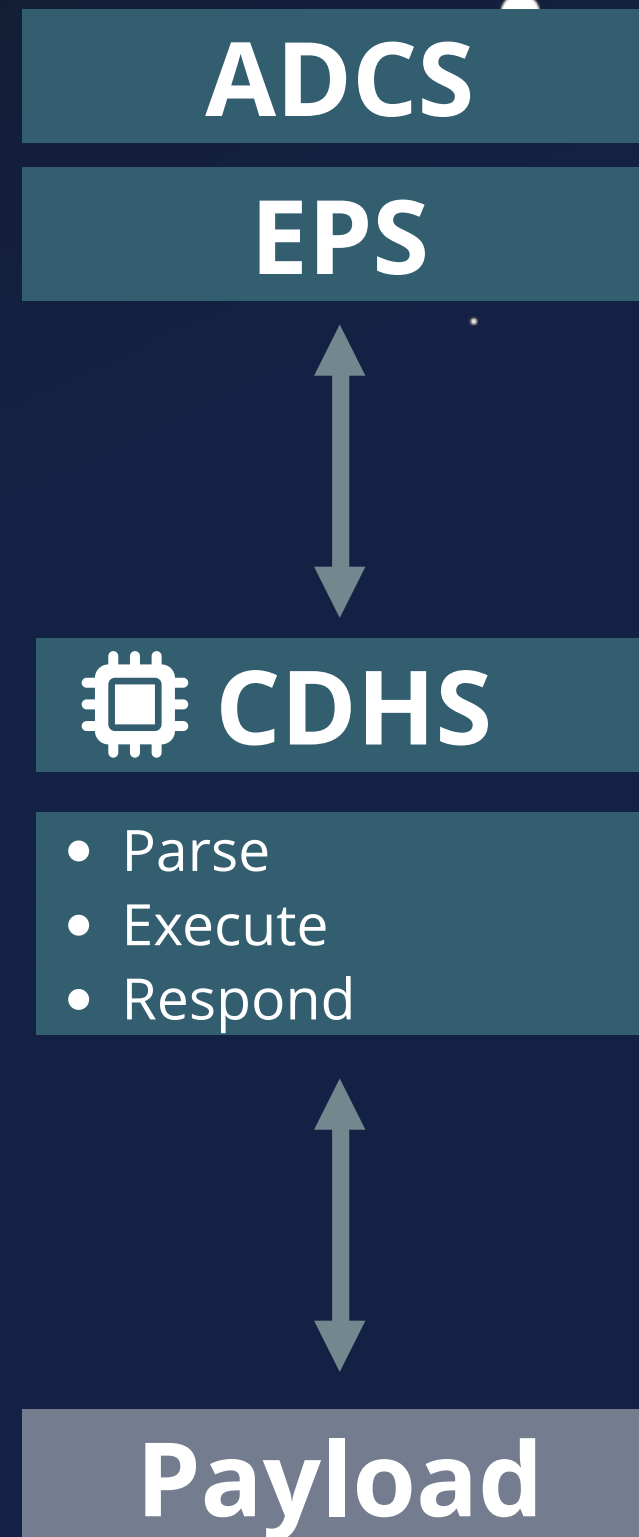 ADCS
EPS
CDHS
• Parse
• Execute
• Respond
Payload